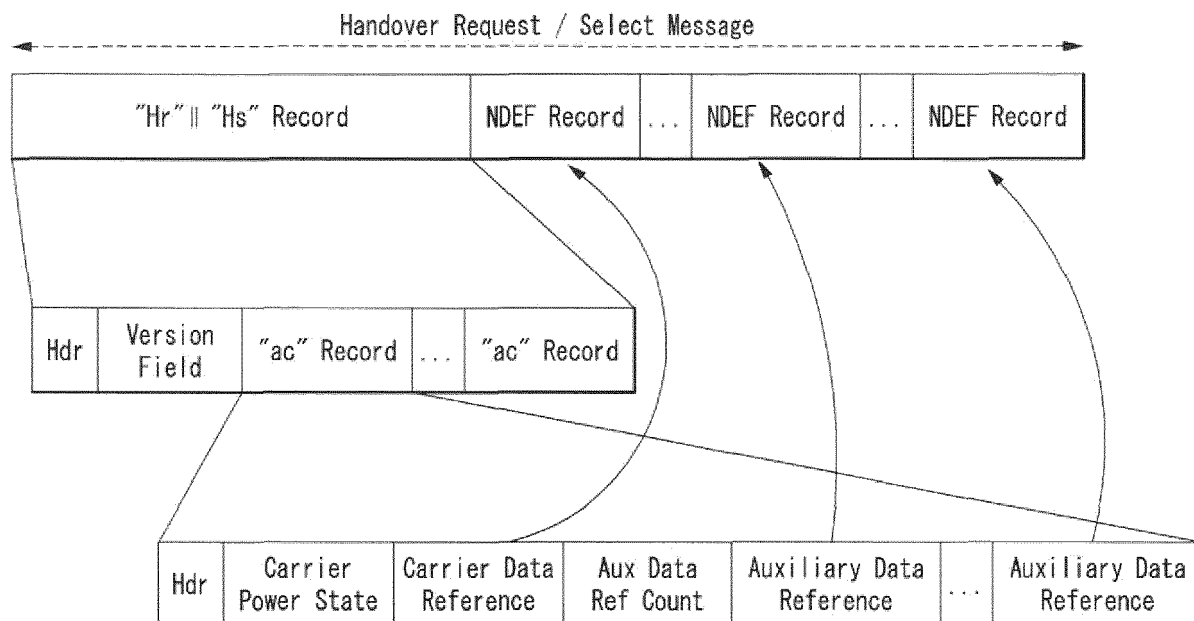 Handover Request / Select Message
"Hr"‖ "Hs" Record
NDEF Record
...
NDEF Record
...
NDEF Record
Hdr
Version
Field
"ac" Record
...
"ac" Record
Hdr
Carrier
Power State
Carrier Data
Reference
Aux Data
Ref Count
Auxiliary Data
Reference
...
Auxiliary Data
Reference